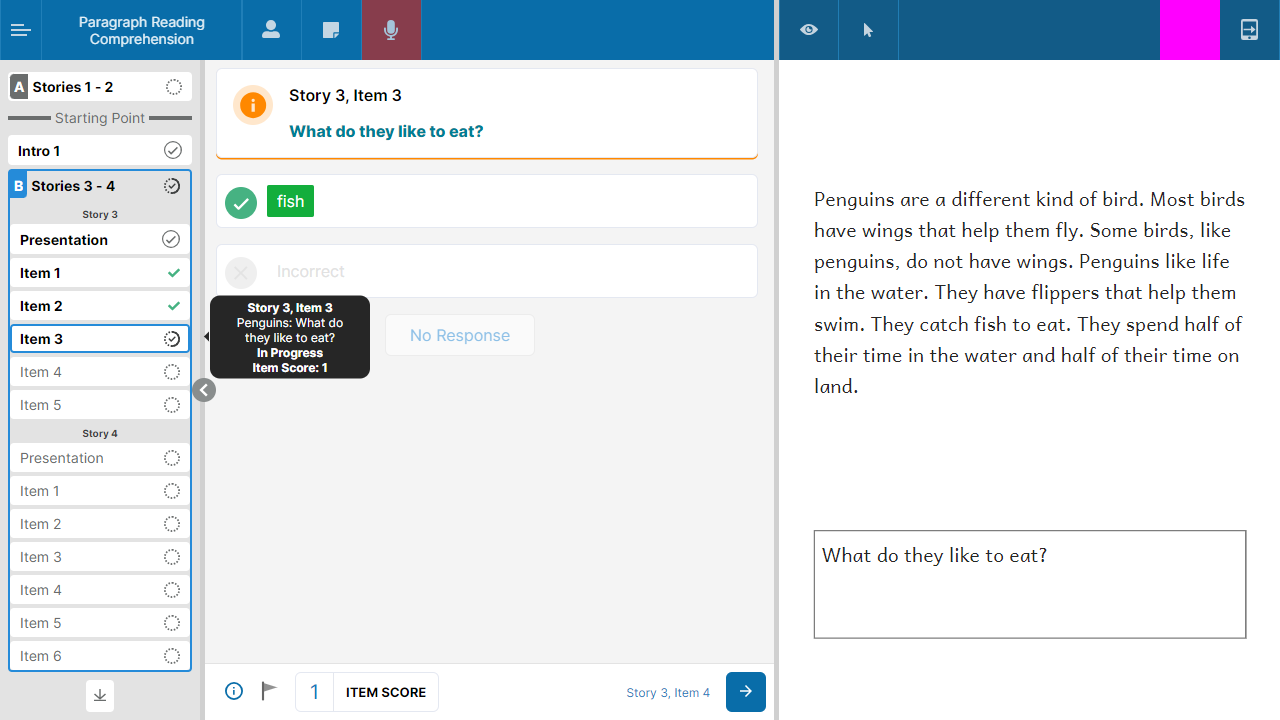 Paragraph Reading
Comprehension
A Stories 1 - 2
Starting Point
Intro 1
B Stories 3 - 4
Story 3
Presentation
Item 1
Item 2
Item 3
Item 4
Item 5
Story 4
Presentation
Item 1
Item 2
Item 3
Item 4
Item 5
Item 6
Story 3, Item 3
What do they like to eat?
fish
Incorrect
Story 3, Item 3
Penguins: What do
they like to eat?
In Progress
Item Score: 1
No Response
1 ITEM SCORE
Story 3, Item 4
Penguins are a different kind of bird. Most birds
have wings that help them fly. Some birds, like
penguins, do not have wings. Penguins like life
in the water. They have flippers that help them
swim. They catch fish to eat. They spend half of
their time in the water and half of their time on
land.
What do they like to eat?